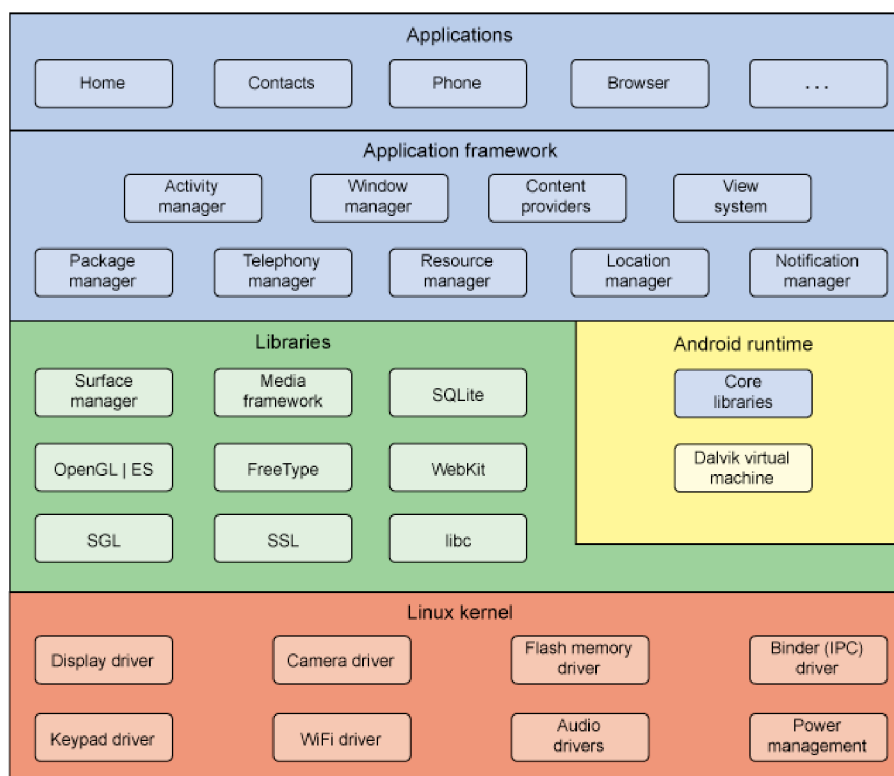 Applications
Home
Contacts
Phone
Browser
...
Application framework
Activity
manager
Window
manager
Content
providers
View
system
Package
manager
Telephony
manager
Resource
manager
Location
manager
Notification
manager
Libraries
Surface
manager
Media
framework
SQLite
OpenGL | ES
FreeType
WebKit
SGL
SSL
libc
Android runtime
Core
libraries
Dalvik virtual
machine
Linux kernel
Display driver
Camera driver
Flash memory
driver
Binder (IPC)
driver
Keypad driver
WiFi driver
Audio
drivers
Power
management